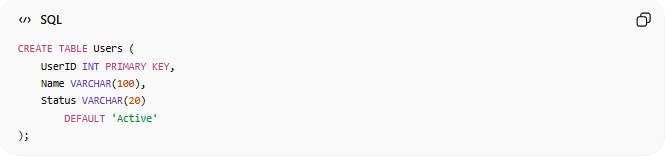 SQL
CREATE TABLE Users (
    UserID INT PRIMARY KEY,
    Name VARCHAR(100),
    Status VARCHAR(20)
        DEFAULT 'Active'
);